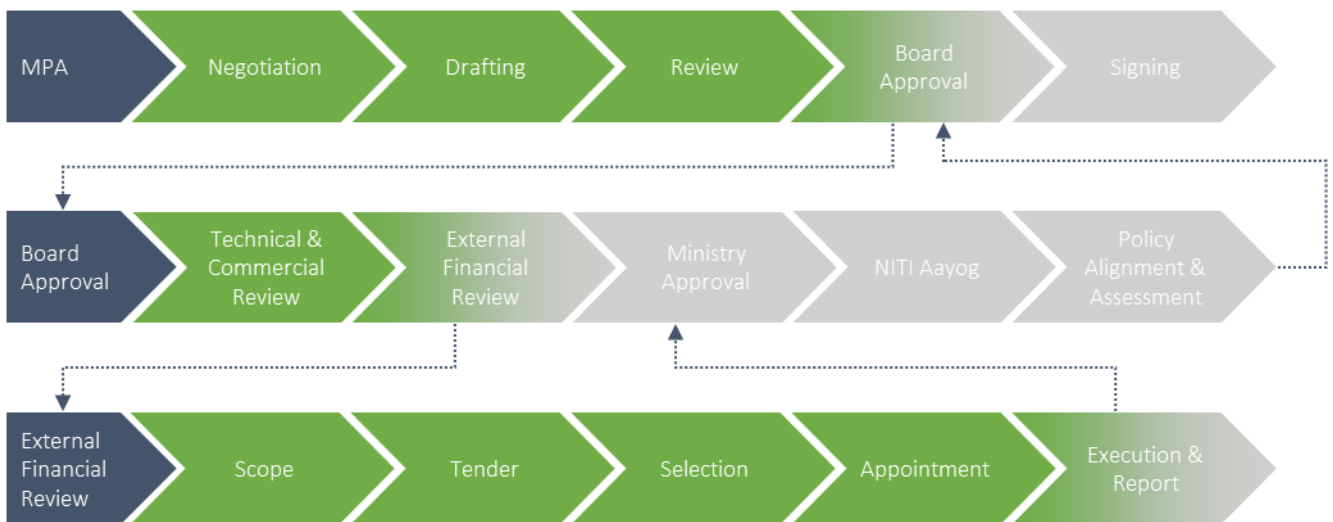 MPA
Negotiation
Drafting
Review
Board
Approval
Signing
Board
Approval
Technical &
Commercial
Review
External
Financial
Review
Ministry
Approval
NITI Aayog
Policy
Alignment &
Assessment
External
Financial
Review
Scope
Tender
Selection
Appointment
Execution &
Report